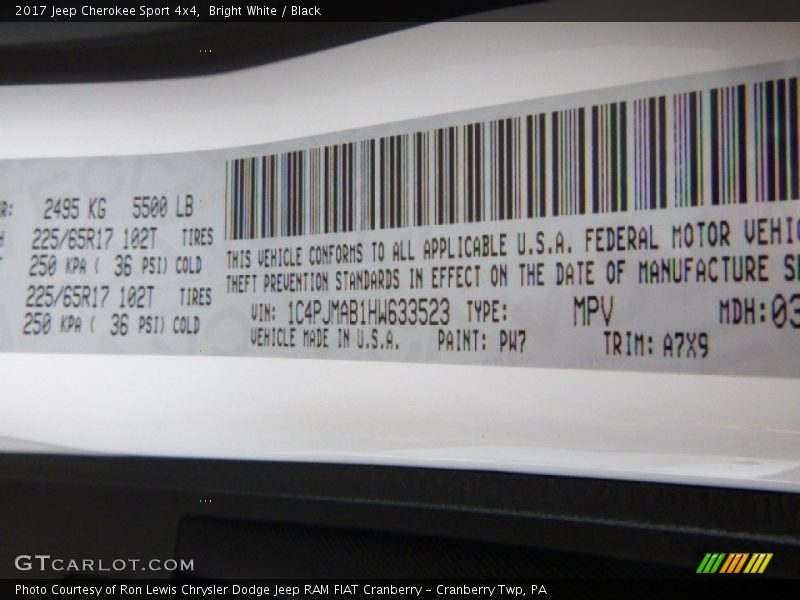 2017 Jeep Cherokee Sport 4x4,  Bright White / Black
R: 2495 KG 5500 LB
225/65R17 102T TIRES
250 KPA ( 36 PSI) COLD
225/65R17 102T TIRES
250 KPA ( 36 PSI) COLD
THIS VEHICLE CONFORMS TO ALL APPLICABLE U.S.A. FEDERAL MOTOR VEHIC
THEFT PREVENTION STANDARDS IN EFFECT ON THE DATE OF MANUFACTURE S
VIN: 1C4PJMAB1HW633523 TYPE: MPV MDH: 03
VEHICLE MADE IN U.S.A. PAINT: PW7 TRIM: A7X9
GTCARLOT.COM
Photo Courtesy of Ron Lewis Chrysler Dodge Jeep RAM FIAT Cranberry – Cranberry Twp, PA